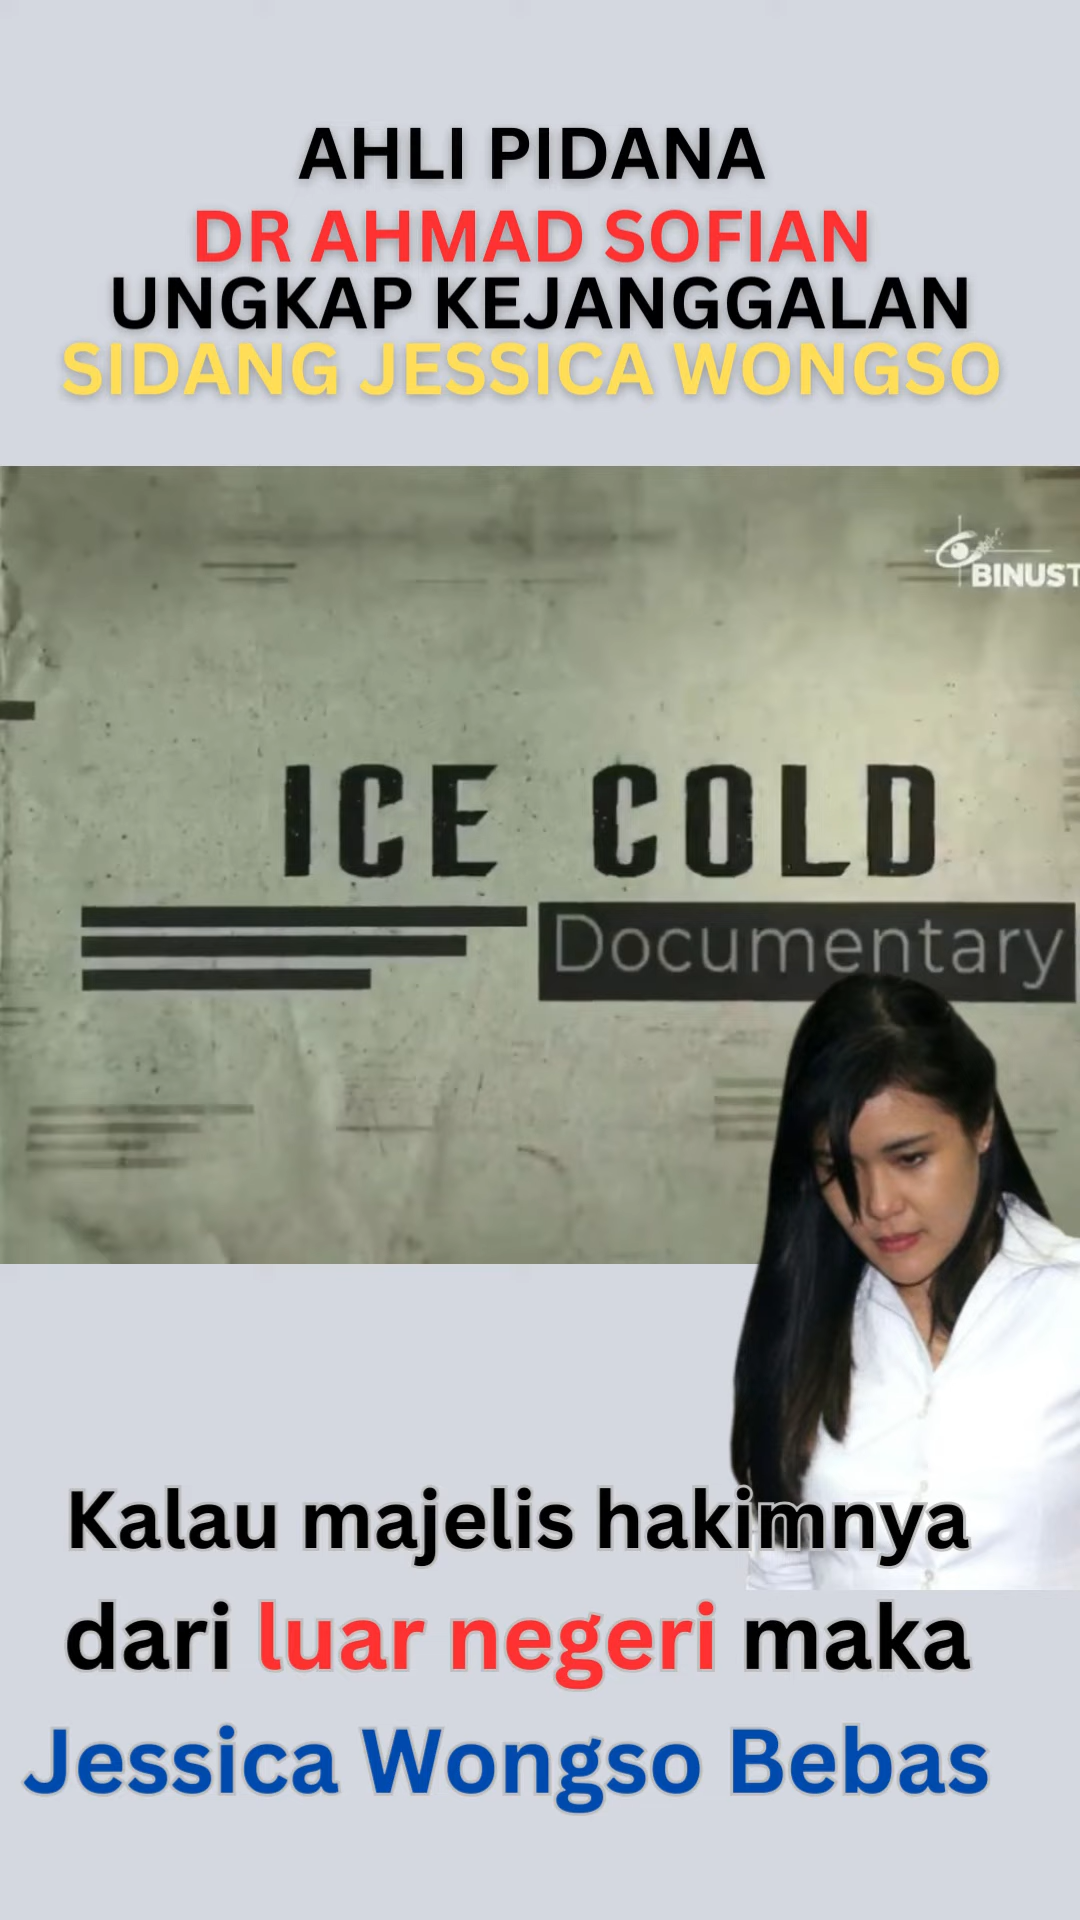 AHLI PIDANA
DR AHMAD SOFIAN
UNGKAP KEJANGGALAN
SIDANG JESSICA WONGSO
BINUST
ICE COLD
Documentary
Kalau majelis hakimnya
dari luar negeri maka
Jessica Wongso Bebas